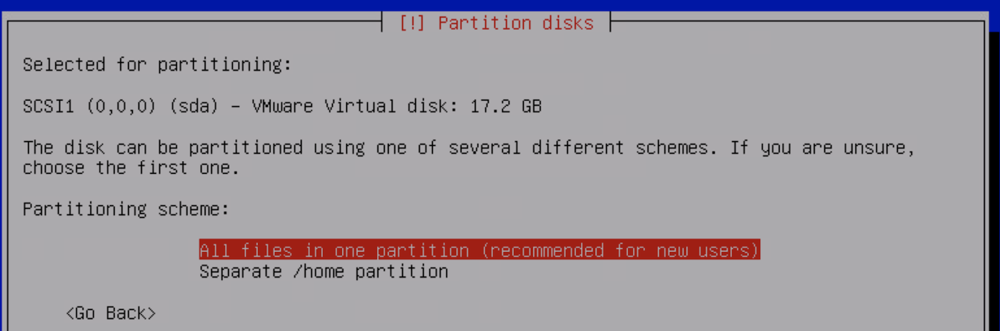 [!] Partition disks
Selected for partitioning:
SCSI1 (0,0,0) (sda) - VMware Virtual disk: 17.2 GB
The disk can be partitioned using one of several different schemes. If you are unsure,
choose the first one.
Partitioning scheme:
All files in one partition (recommended for new users)
Separate /home partition
<Go Back>